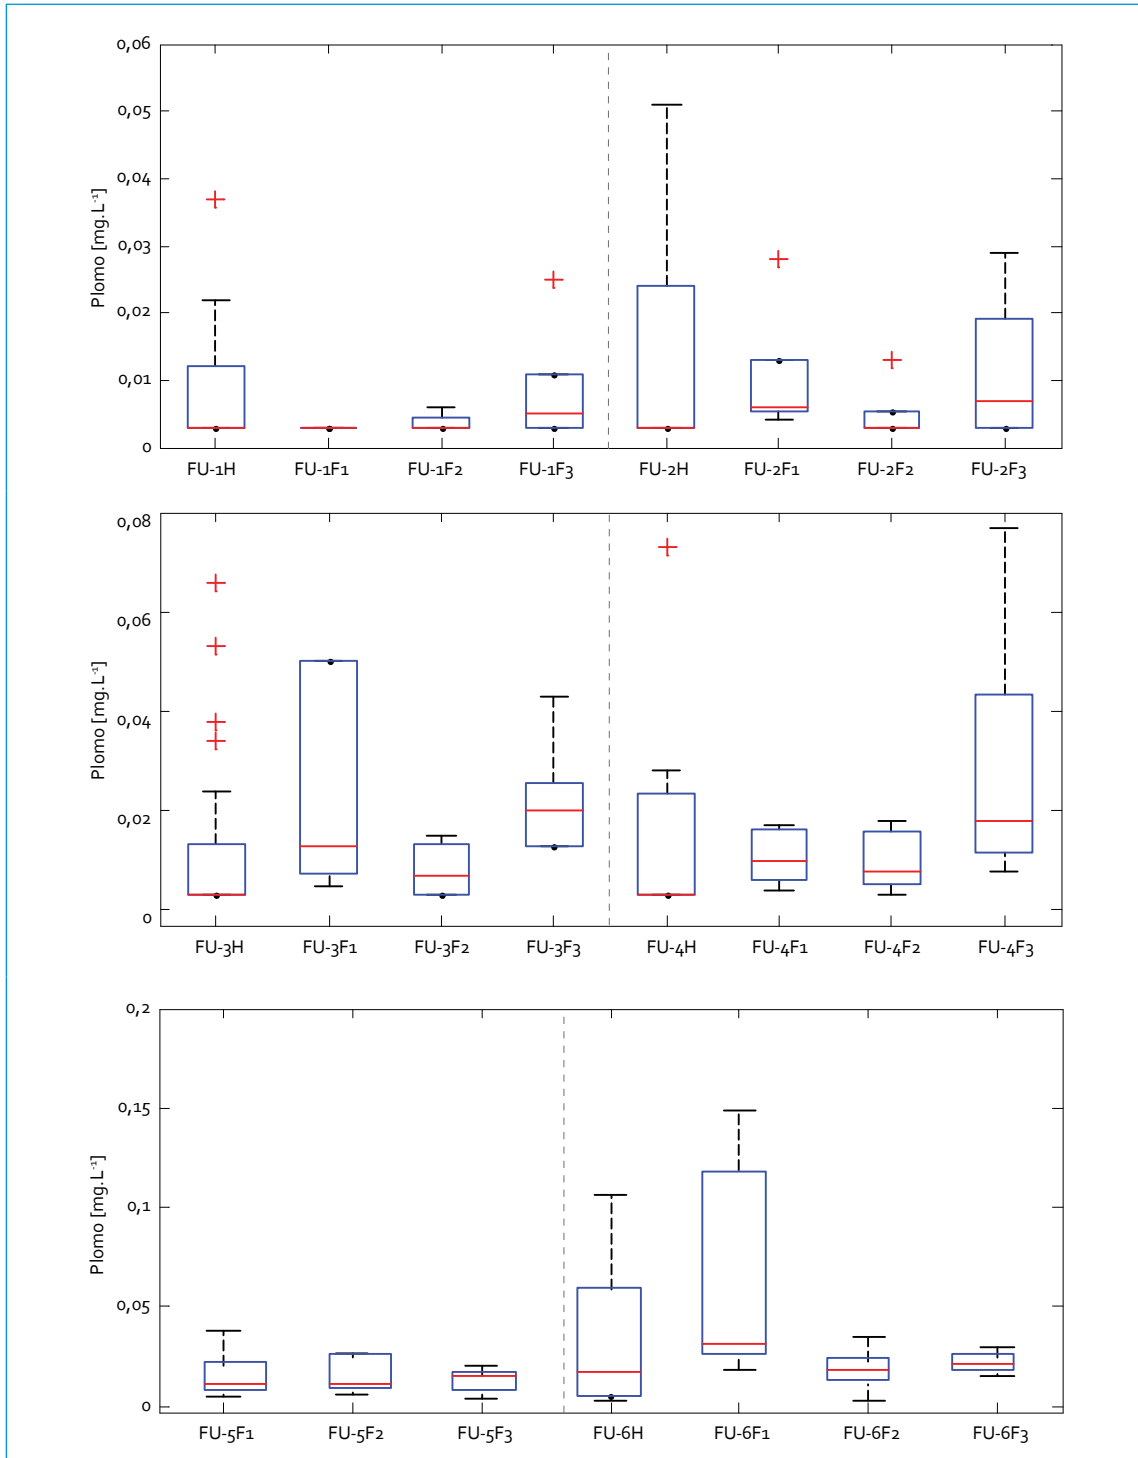 0,06
0,05
0,04
0,03
0,02
0,01
0
Plomo [mg.L⁻¹]
FU-1H FU-1F1 FU-1F2 FU-1F3 FU-2H FU-2F1 FU-2F2 FU-2F3
0,08
0,06
0,04
0,02
0
Plomo [mg.L⁻¹]
FU-3H FU-3F1 FU-3F2 FU-3F3 FU-4H FU-4F1 FU-4F2 FU-4F3
0,2
0,15
0,1
0,05
0
Plomo [mg.L⁻¹]
FU-5F1 FU-5F2 FU-5F3 FU-6H FU-6F1 FU-6F2 FU-6F3